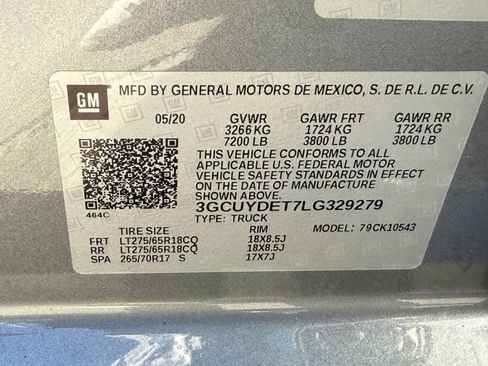 GM MFD BY GENERAL MOTORS DE MEXICO, S. DE R.L. DE C.V.
05/20 GVWR GAWR FRT GAWR RR
3266 KG 1724 KG 1724 KG
7200 LB 3800 LB 3800 LB
THIS VEHICLE CONFORMS TO ALL
APPLICABLE U.S. FEDERAL MOTOR
VEHICLE SAFETY STANDARDS IN
EFFECT ON THE DATE OF
MANUFACTURE SHOWN ABOVE.
464C 3GCUYDET7LG329279
TYPE: TRUCK 79CK10543
TIRE SIZE RIM
FRT LT275/65R18CQ 18X8.5J
RR LT275/65R18CQ 18X8.5J
SPA 265/70R17 S 17X7J